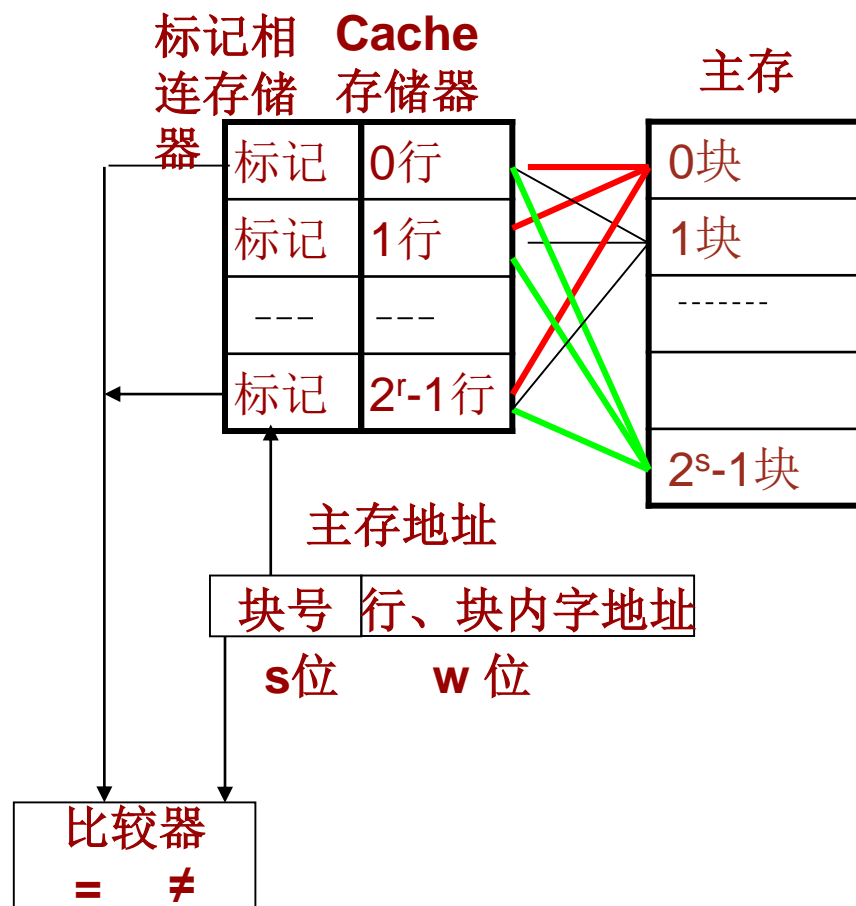 标记相
连存储
器
Cache
存储器
主存
标记 0行
标记 1行
--- ---
标记 2ʳ-1行
0块
1块
-------
2ˢ-1块
主存地址
块号 行、块内字地址
s位 w 位
比较器
= ≠